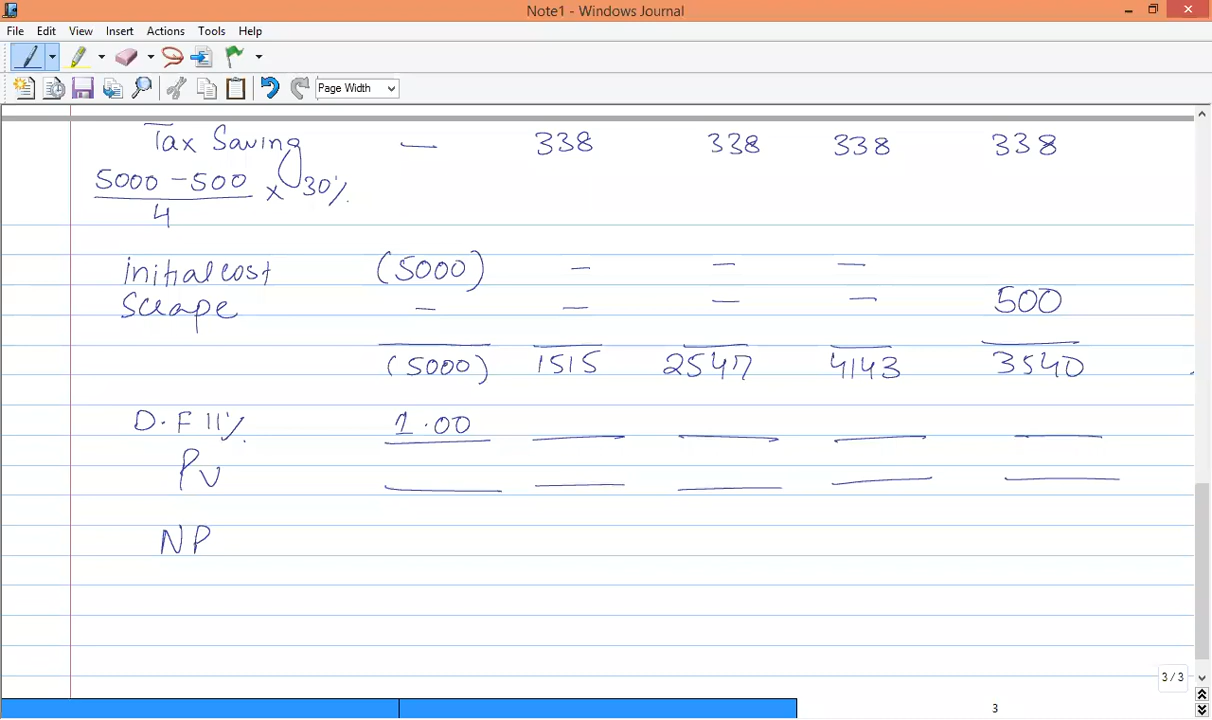 Note1 - Windows Journal
File Edit View Insert Actions Tools Help
Page Width
Tax Saving — 338 338 338 338
5000 - 500 × 30%
4
initial cost (5000) — — —
Scrape — — — — 500
(5000) 1515 2547 4143 3540
D.F 11% 1.00
PV
NP
3 / 3
3